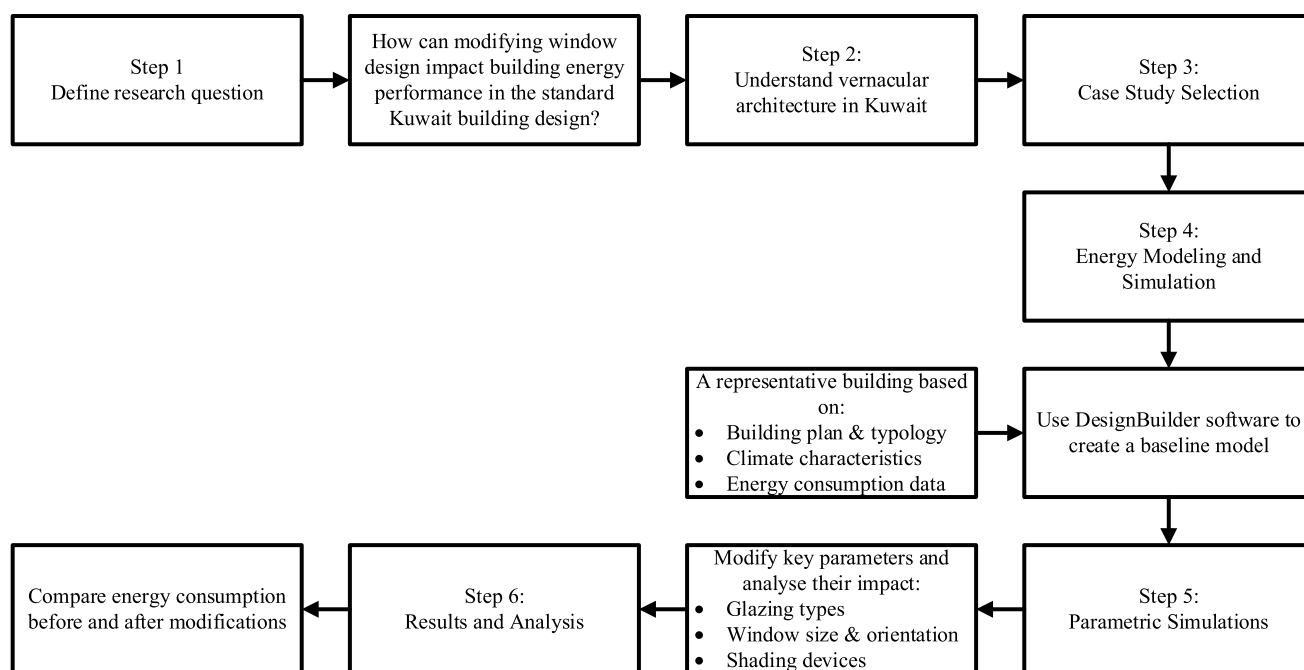 Step 1
Define research question
How can modifying window
design impact building energy
performance in the standard
Kuwait building design?
Step 2:
Understand vernacular
architecture in Kuwait
Step 3:
Case Study Selection
Step 4:
Energy Modeling and
Simulation
A representative building based
on:
• Building plan & typology
• Climate characteristics
• Energy consumption data
Use DesignBuilder software to
create a baseline model
Step 5:
Parametric Simulations
Modify key parameters and
analyse their impact:
• Glazing types
• Window size & orientation
• Shading devices
Step 6:
Results and Analysis
Compare energy consumption
before and after modifications